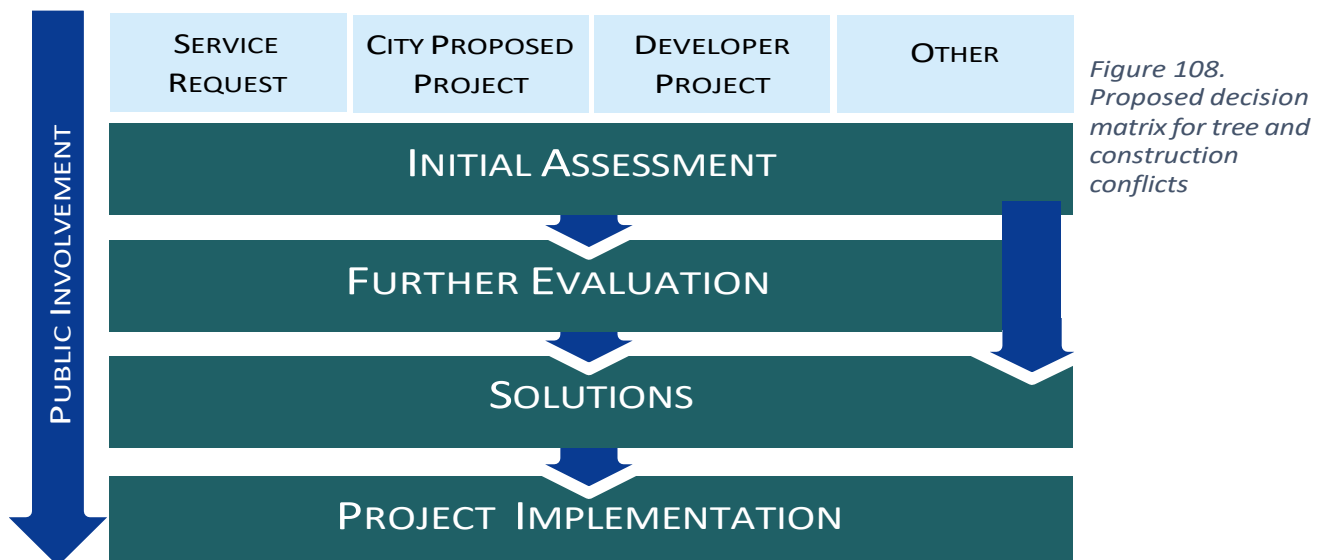 PUBLIC INVOLVEMENT
SERVICE
REQUEST
CITY PROPOSED
PROJECT
DEVELOPER
PROJECT
OTHER
Figure 108.
Proposed decision
matrix for tree and
construction
conflicts
INITIAL ASSESSMENT
FURTHER EVALUATION
SOLUTIONS
PROJECT IMPLEMENTATION